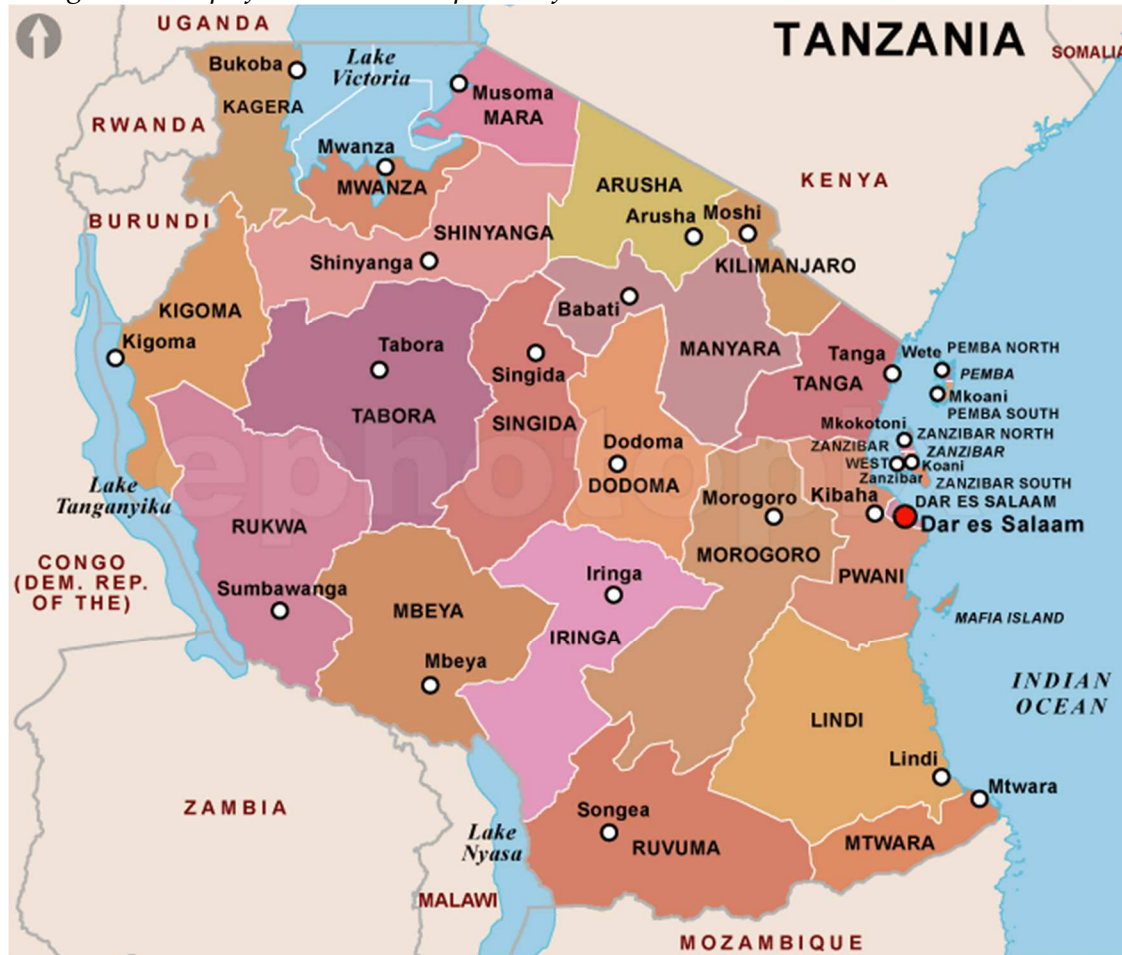 UGANDA
TANZANIA
SOMALIA
Bukoba
Lake
Victoria
KAGERA
Musoma
MARA
RWANDA
Mwanza
MWANZA
ARUSHA
KENYA
BURUNDI
Arusha
Moshi
SHINYANGA
Shinyanga
KILIMANJARO
KIGOMA
Babati
Kigoma
Tabora
MANYARA
Tanga
Wete
PEMBA NORTH
Singida
TANGA
PEMBA
Mkoani
TABORA
SINGIDA
PEMBA SOUTH
Mkokotoni
ZANZIBAR NORTH
Dodoma
ZANZIBAR
WEST
ZANZIBAR
Koani
ephotopi
Lake
Tanganyika
DODOMA
Zanzibar
ZANZIBAR SOUTH
Morogoro
Kibaha
DAR ES SALAAM
Dar es Salaam
RUKWA
CONGO
(DEM. REP.
OF THE)
MOROGORO
Iringa
PWANI
Sumbawanga
MBEYA
MAFIA ISLAND
IRINGA
Mbeya
INDIAN
OCEAN
LINDI
Lindi
Mtwara
ZAMBIA
Songea
Lake
Nyasa
RUVUMA
MTWARA
MALAWI
MOZAMBIQUE